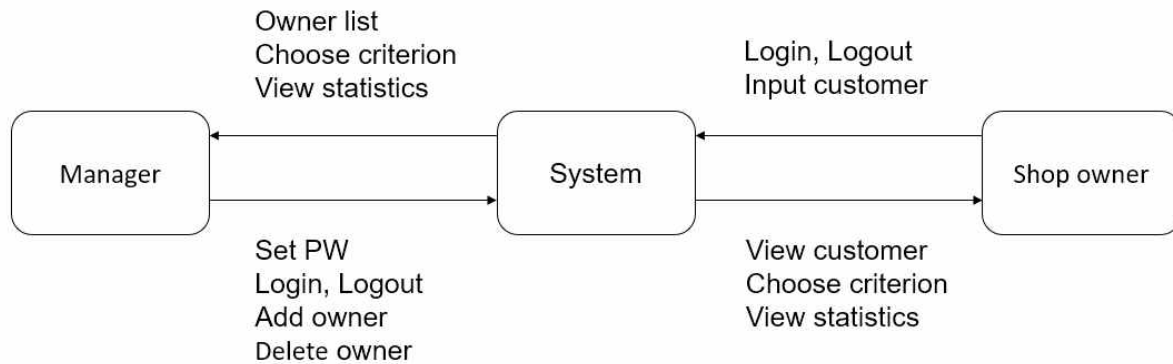 Owner list
Choose criterion
View statistics
Login, Logout
Input customer
Manager
System
Shop owner
Set PW
Login, Logout
Add owner
Delete owner
View customer
Choose criterion
View statistics